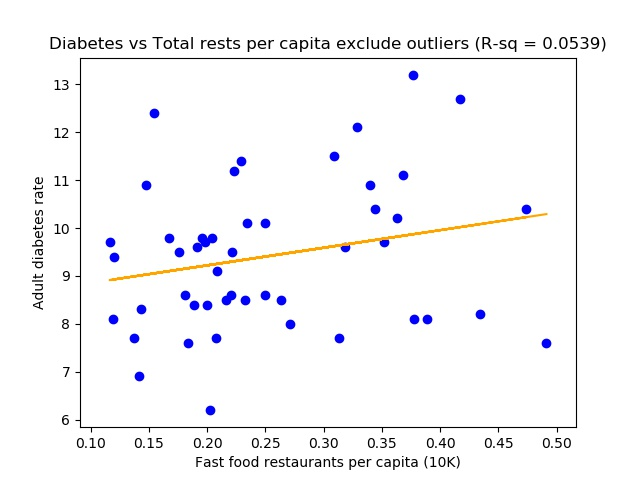 Diabetes vs Total rests per capita exclude outliers (R-sq = 0.0539)
13
12
11
10
9
8
7
6
Adult diabetes rate
0.10 0.15 0.20 0.25 0.30 0.35 0.40 0.45 0.50
Fast food restaurants per capita (10K)